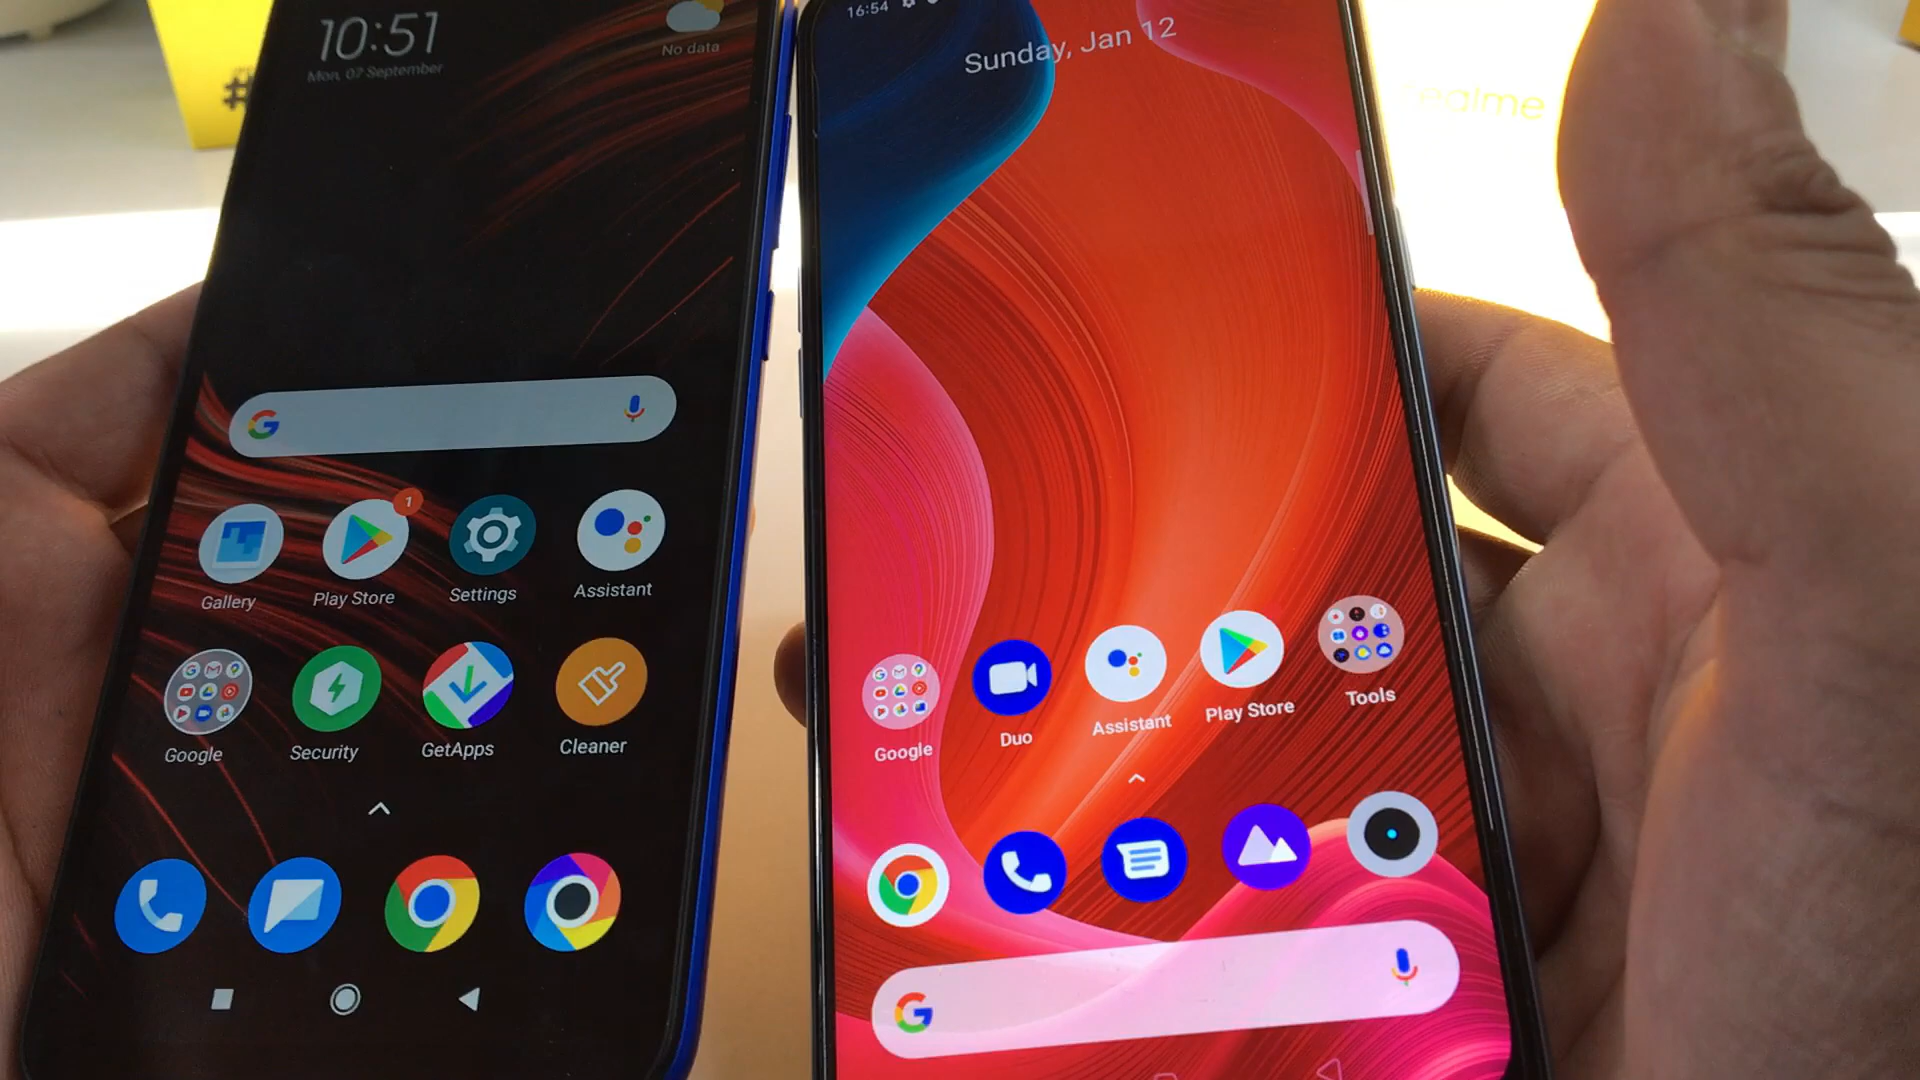 10:51
Mon, 07 September
No data
#
Gallery
Play Store
1
Settings
Assistant
Google
Security
GetApps
Cleaner
16:54
Sunday, Jan 12
Google
Duo
Assistant
Play Store
Tools
realme